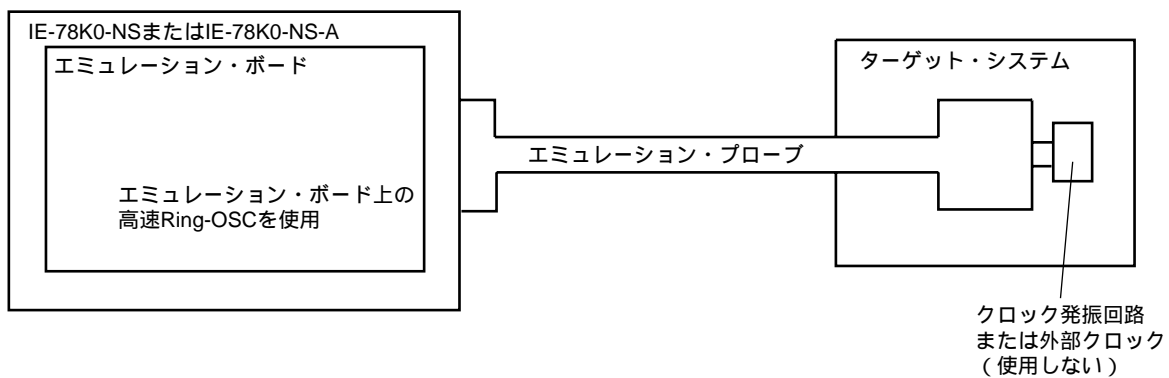 IE-78K0-NSまたはIE-78K0-NS-A
エミュレーション・ボード
エミュレーション・ボード上の
高速Ring-OSCを使用
エミュレーション・プローブ
ターゲット・システム
クロック発振回路
または外部クロック
（使用しない）